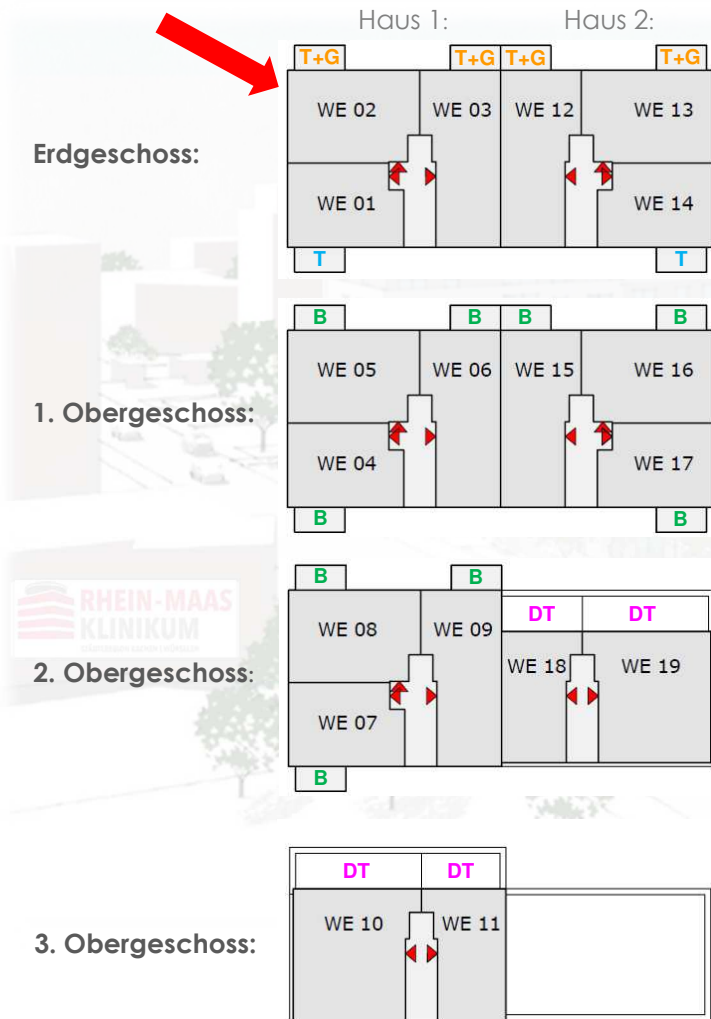 Haus 1: Haus 2:
T+G T+G T+G T+G
WE 02 WE 03 WE 12 WE 13
Erdgeschoss:
WE 01 WE 14
T T
B B B B
WE 05 WE 06 WE 15 WE 16
1. Obergeschoss:
WE 04 WE 17
B B
B B
RHEIN-MAAS
KLINIKUM
DT DT
WE 08 WE 09
WE 18 WE 19
2. Obergeschoss:
WE 07
B
DT DT
WE 10 WE 11
3. Obergeschoss: